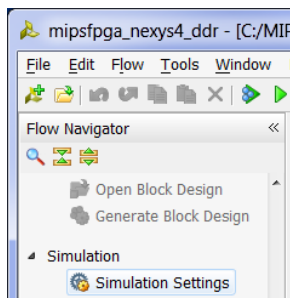 mipsfpga_nexys4_ddr - [C:/MIP
File Edit Flow Tools Window
Flow Navigator
Open Block Design
Generate Block Design
Simulation
Simulation Settings